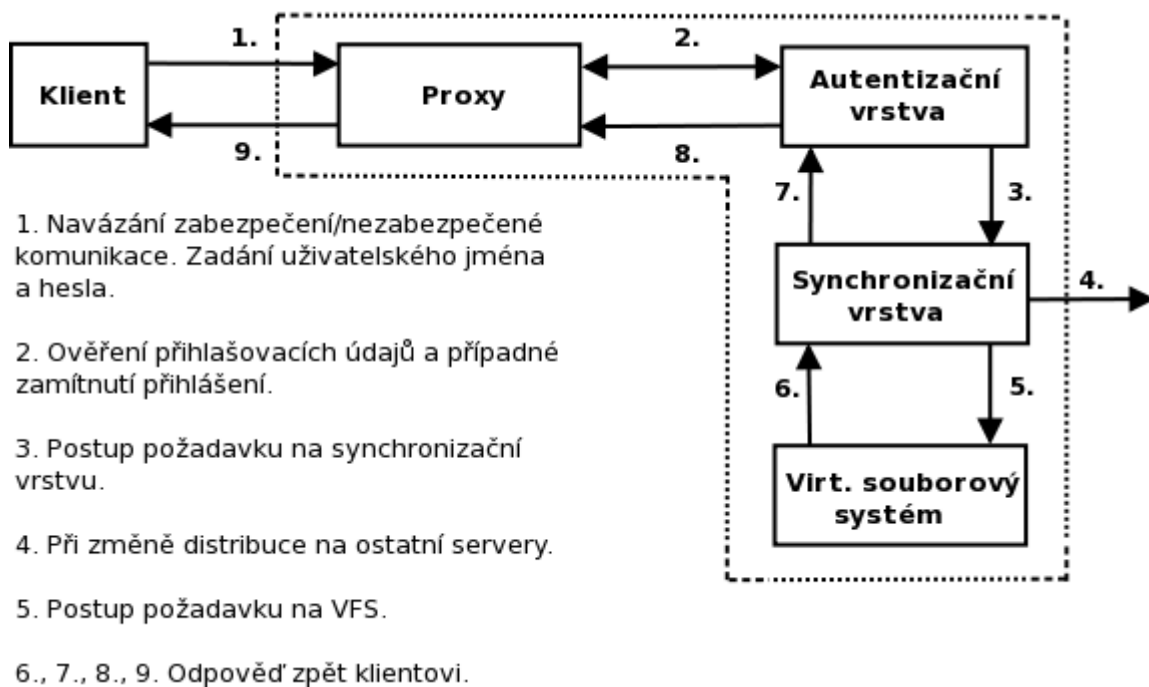 1.
2.
Klient
Proxy
Autentizační
vrstva
9.
8.
7.
3.
Synchronizační
vrstva
4.
6.
5.
Virt. souborový
systém
1. Navázání zabezpečení/nezabezpečené
komunikace. Zadání uživatelského jména
a hesla.
2. Ověření přihlašovacích údajů a případné
zamítnutí přihlášení.
3. Postup požadavku na synchronizační
vrstvu.
4. Při změně distribuce na ostatní servery.
5. Postup požadavku na VFS.
6., 7., 8., 9. Odpověď zpět klientovi.